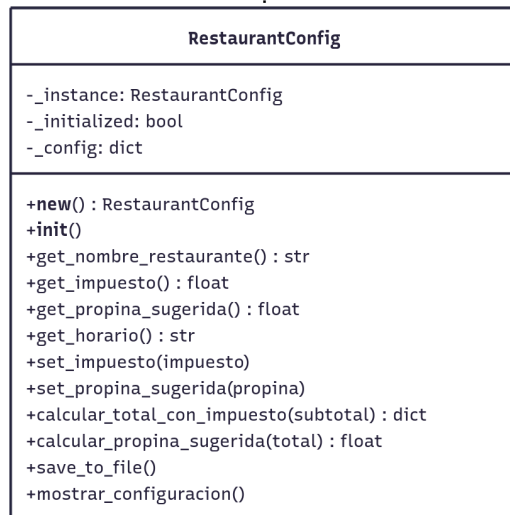 RestaurantConfig
-_instance: RestaurantConfig
-_initialized: bool
-_config: dict
+new() : RestaurantConfig
+init()
+get_nombre_restaurante() : str
+get_impuesto() : float
+get_propina_sugerida() : float
+get_horario() : str
+set_impuesto(impuesto)
+set_propina_sugerida(propina)
+calcular_total_con_impuesto(subtotal) : dict
+calcular_propina_sugerida(total) : float
+save_to_file()
+mostrar_configuracion()